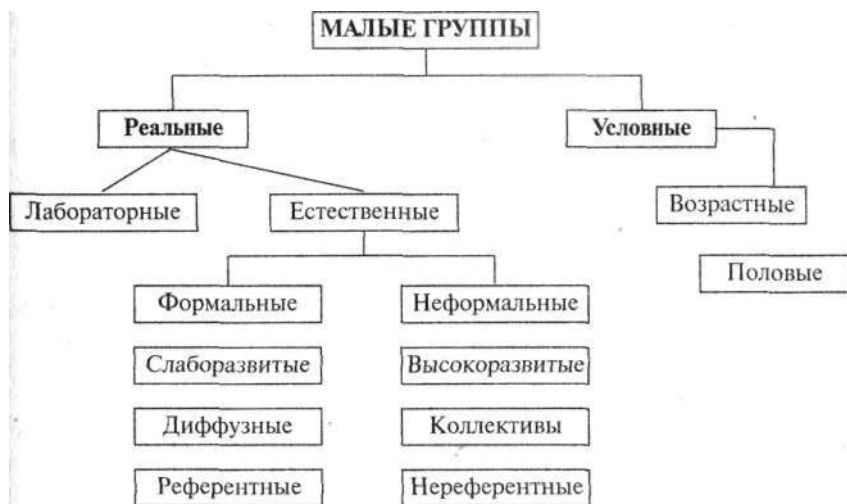 МАЛЫЕ ГРУППЫ
Реальные
Условные
Лабораторные
Естественные
Возрастные
Половые
Формальные
Неформальные
Слаборазвитые
Высокоразвитые
Диффузные
Коллективы
Референтные
Нереферентные